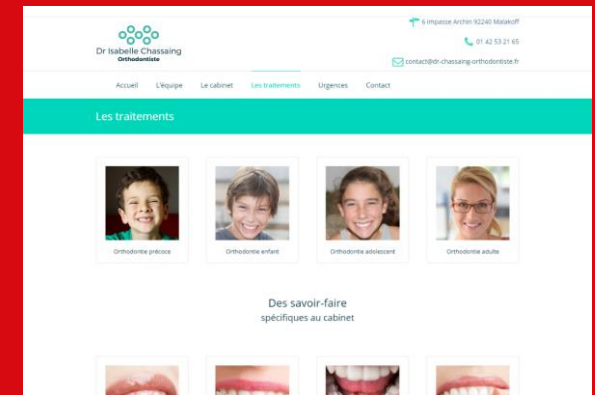 6 Impasse Archin 92240 Malakoff
01 42 53 21 65
contact@dr-chassaing-orthodontiste.fr
Dr Isabelle Chassaing
Orthodontiste
Accueil L'équipe Le cabinet Les traitements Urgences Contact
Les traitements
Orthodontie précoce Orthodontie enfant Orthodontie adolescent Orthodontie adulte
Des savoir-faire
spécifiques au cabinet